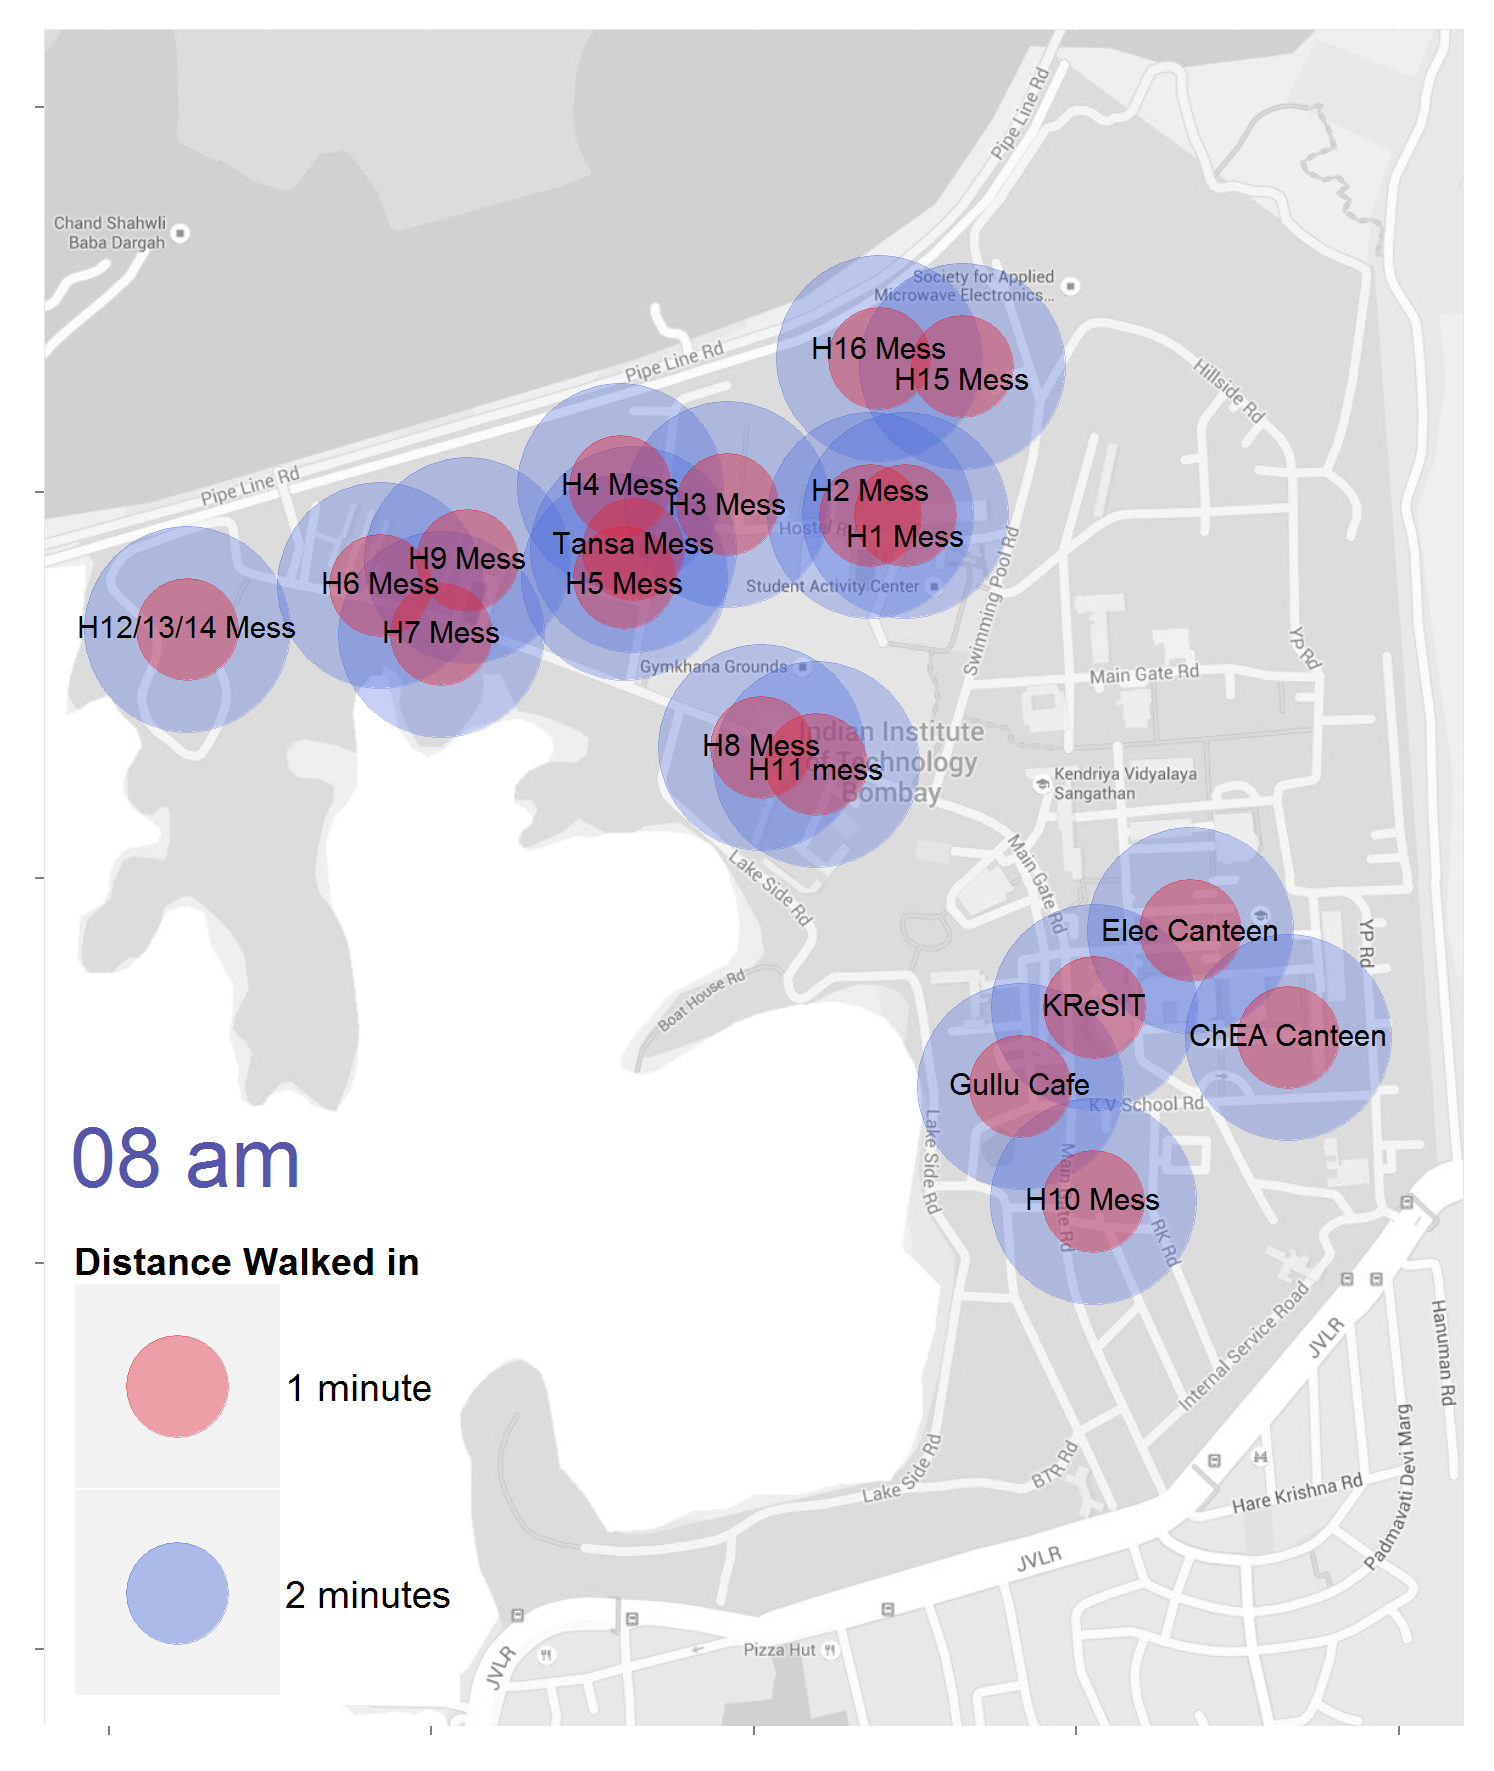 Pipe Line Rd
Chand Shahwli
Baba Dargah
Society for Applied
Microwave Electronics...
H16 Mess
H15 Mess
Pipe Line Rd
Hillside Rd
Pipe Line Rd
H4 Mess
H3 Mess
H2 Mess
Hostel R
H1 Mess
Tansa Mess
H5 Mess
H9 Mess
H6 Mess
H7 Mess
H12/13/14 Mess
Student Activity Center
Swimming Pool Rd
YP Rd
Gymkhana Grounds
Main Gate Rd
H8 Mess
H11 mess
Indian Institute
of Technology
Bombay
Kendriya Vidyalaya
Sangathan
Main Gate Rd
Lake Side Rd
Elec Canteen
YP Rd
Boat House Rd
KReSIT
ChEA Canteen
Gullu Cafe
K V School Rd
Lake Side Rd
Main Gate Rd
H10 Mess
RK Rd
08 am
Distance Walked in
1 minute
2 minutes
Internal Service Road
JVLR
Hanuman Rd
Padmavati Devi Marg
Lake Side Rd
BTR Rd
Hare Krishna Rd
JVLR
JVLR
Pizza Hut